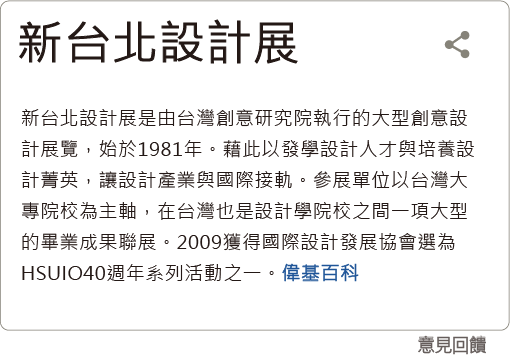 新台北設計展
新台北設計展是由台灣創意研究院執行的大型創意設
計展覽，始於1981年。藉此以發學設計人才與培養設
計菁英，讓設計產業與國際接軌。參展單位以台灣大
專院校為主軸，在台灣也是設計學院校之間一項大型
的畢業成果聯展。2009獲得國際設計發展協會選為
HSUIO40週年系列活動之一。偉基百科
意見回饋